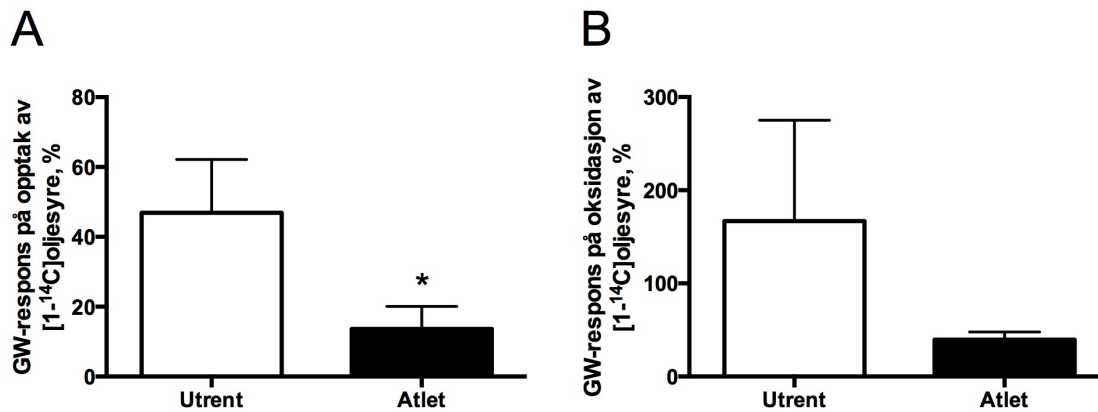 A
GW-respons på opptak av
[1-¹⁴C]oljesyre, %
80
60
40
20
0
*
Utrent
Atlet
B
GW-respons på oksidasjon av
[1-¹⁴C]oljesyre, %
300
200
100
0
Utrent
Atlet